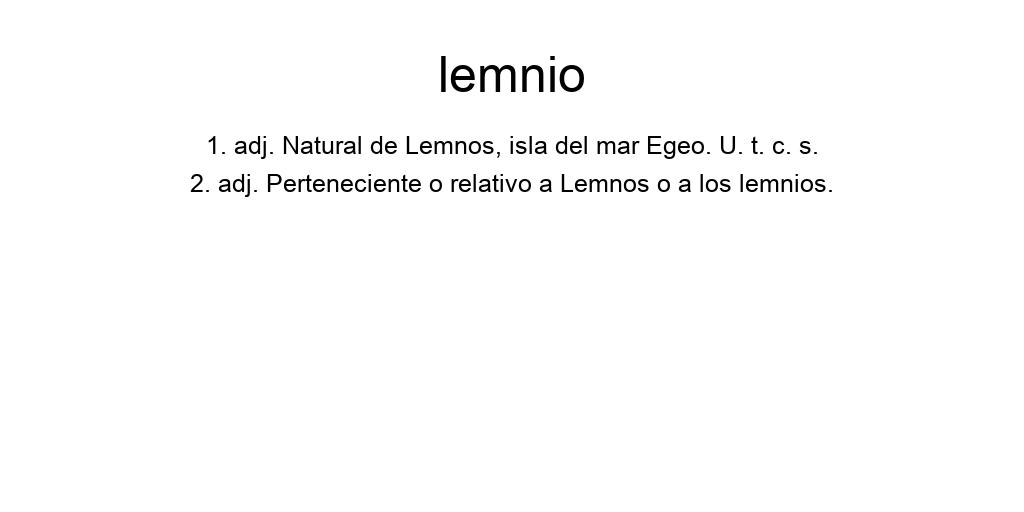 lemnio
1. adj. Natural de Lemnos, isla del mar Egeo. U. t. c. s.
2. adj. Perteneciente o relativo a Lemnos o a los lemnios.